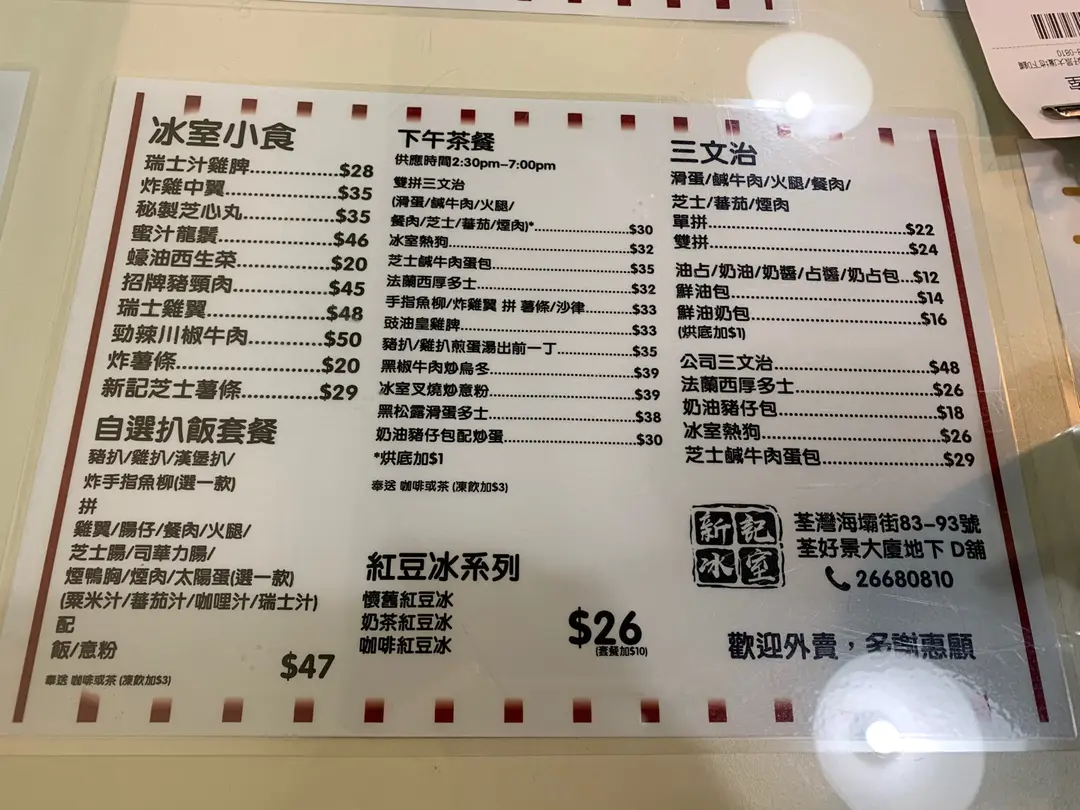 冰室小食
瑞士汁雞脾....................$28
炸雞中翼....................$35
秘製芝心丸....................$35
蜜汁龍鬚....................$46
蠔油西生菜....................$20
招牌豬頸肉....................$45
瑞士雞翼....................$48
勁辣川椒牛肉....................$50
炸薯條....................$20
新記芝士薯條....................$29
自選扒飯套餐
豬扒/雞扒/漢堡扒/
炸手指魚柳(選一款)
拼
雞翼/腸仔/餐肉/火腿/
芝士腸/司華力腸/
煙鴨胸/煙肉/太陽蛋(選一款)
(粟米汁/蕃茄汁/咖喱汁/瑞士汁)
配
飯/意粉
$47
奉送 咖啡或茶 (凍飲加$3)
下午茶餐
供應時間2:30pm-7:00pm
雙拼三文治
(滑蛋/鹹牛肉/火腿/
餐肉/芝士/蕃茄/煙肉)*....................$30
冰室熱狗....................$32
芝士鹹牛肉蛋包....................$35
法蘭西厚多士....................$32
手指魚柳/炸雞翼 拼 薯條/沙律..........$33
豉油皇雞脾....................$33
豬扒/雞扒煎蛋湯出前一丁..........$35
黑椒牛肉炒烏冬....................$39
冰室叉燒炒意粉....................$39
黑松露滑蛋多士....................$38
奶油豬仔包配炒蛋....................$30
*烘底加$1
奉送 咖啡或茶 (凍飲加$3)
紅豆冰系列
懷舊紅豆冰
奶茶紅豆冰
咖啡紅豆冰
$26
(套餐加$10)
三文治
滑蛋/鹹牛肉/火腿/餐肉/
芝士/蕃茄/煙肉
單拼....................$22
雙拼....................$24
油占/奶油/奶醬/占醬/奶占包...$12
鮮油包....................$14
鮮油奶包....................$16
(烘底加$1)
公司三文治....................$48
法蘭西厚多士....................$26
奶油豬仔包....................$18
冰室熱狗....................$26
芝士鹹牛肉蛋包....................$29
新記
冰室
荃灣海壩街83-93號
荃好景大廈地下 D舖
26680810
歡迎外賣，多謝惠顧